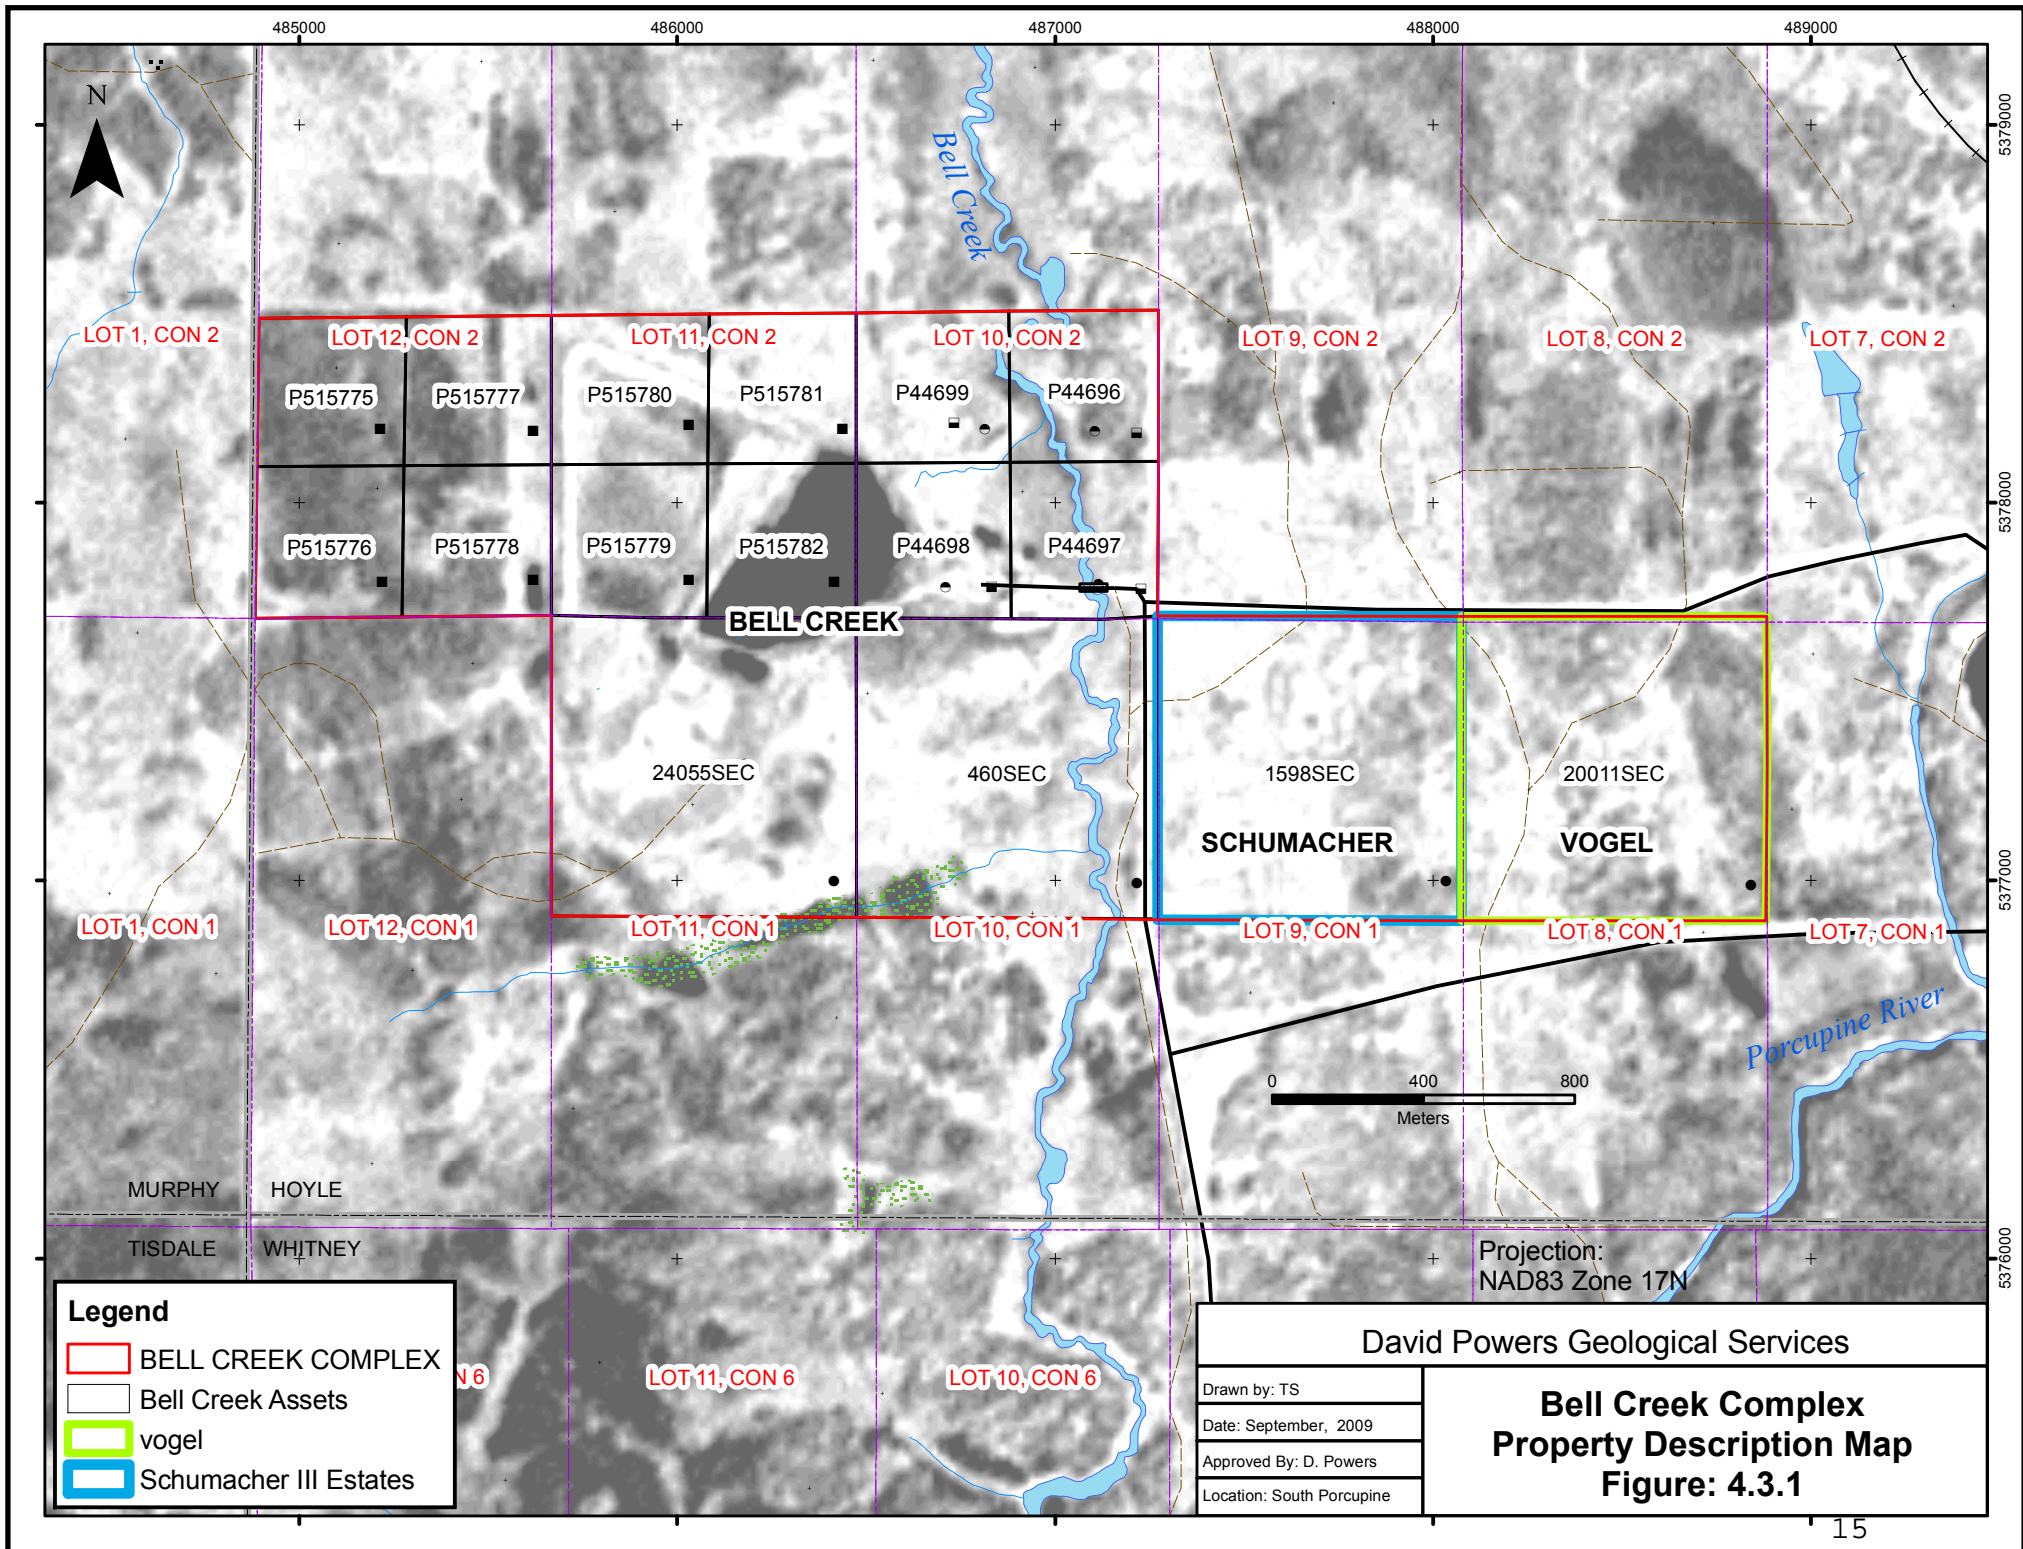 485000 486000 487000 488000 489000
N
5379000
Bell Creek
LOT 1, CON 2 LOT 12, CON 2 LOT 11, CON 2 LOT 10, CON 2 LOT 9, CON 2 LOT 8, CON 2 LOT 7, CON 2
P515775 P515777 P515780 P515781 P44699 P44696
5378000
P515776 P515778 P515779 P515782 P44698 P44697
BELL CREEK
24055SEC 460SEC 1598SEC 20011SEC
SCHUMACHER VOGEL
5377000
LOT 1, CON 1 LOT 12, CON 1 LOT 11, CON 1 LOT 10, CON 1 LOT 9, CON 1 LOT 8, CON 1 LOT 7, CON 1
Porcupine River
0 400 800
Meters
MURPHY HOYLE
TISDALE WHITNEY
5376000
Projection:
NAD83 Zone 17N
N 6 LOT 11, CON 6 LOT 10, CON 6
Legend
BELL CREEK COMPLEX
Bell Creek Assets
vogel
Schumacher III Estates
David Powers Geological Services
Drawn by: TS
Date: September, 2009
Approved By: D. Powers
Location: South Porcupine
Bell Creek Complex
Property Description Map
Figure: 4.3.1
15